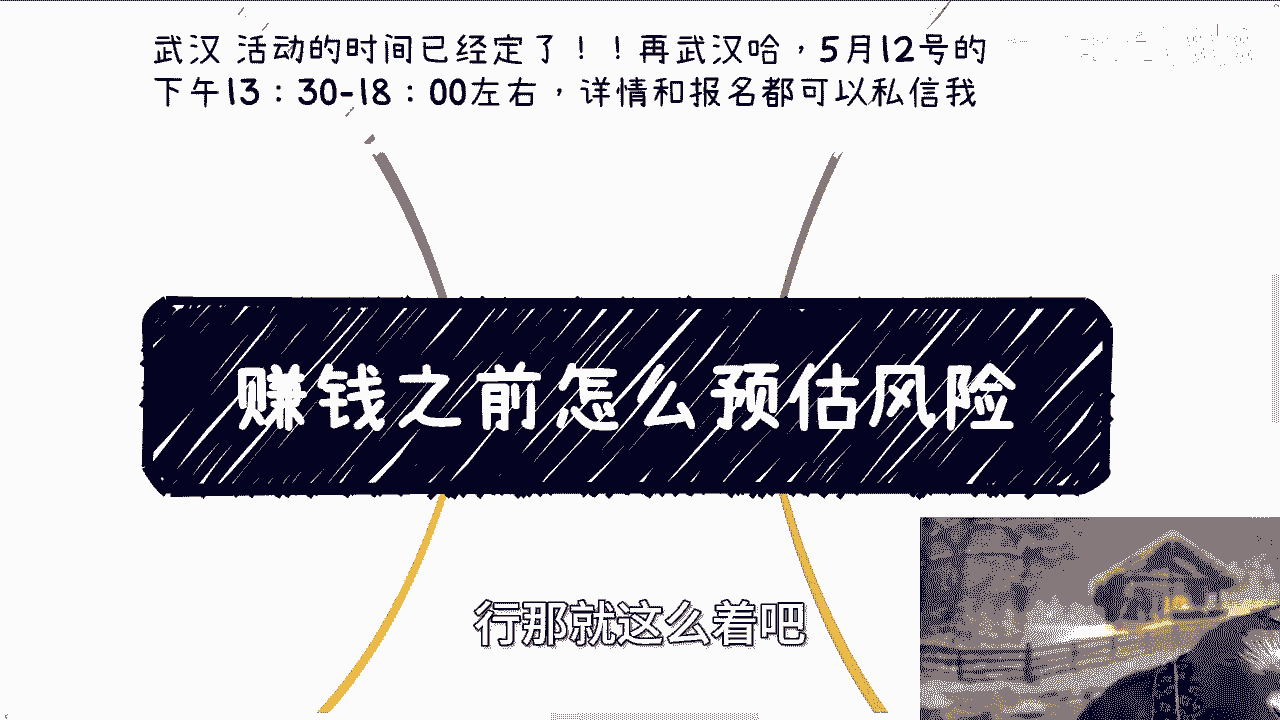 武汉 活动的时间已经定了！！再武汉哈，5月12号的
下午13：30-18：00左右，详情和报名都可以私信我
赚钱之前怎么预估风险
行那就这么着吧